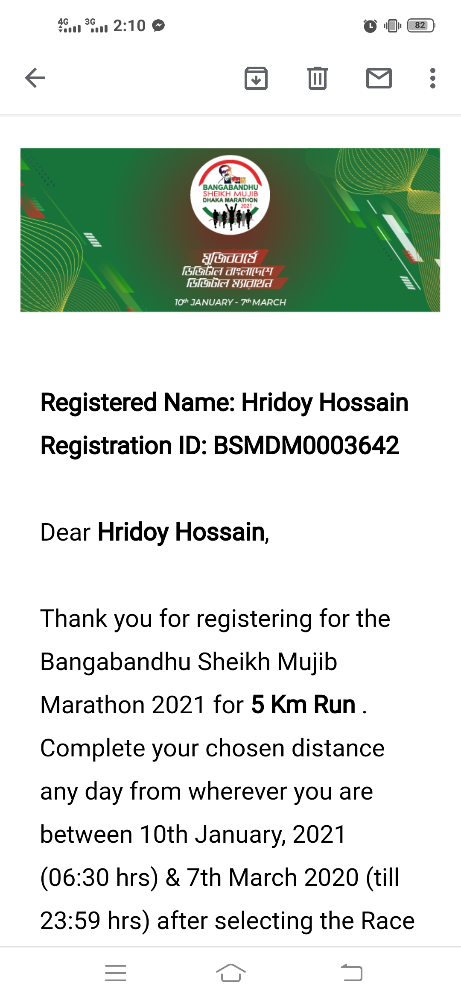 4G 3G 2:10 82
BANGABANDHU
SHEIKH MUJIB
DHAKA MARATHON
2021
মুজিববর্ষে
ডিজিটাল বাংলাদেশে
ডিজিটাল ম্যারাথন
10th JANUARY - 7th MARCH
Registered Name: Hridoy Hossain
Registration ID: BSMDM0003642
Dear Hridoy Hossain,
Thank you for registering for the
Bangabandhu Sheikh Mujib
Marathon 2021 for 5 Km Run .
Complete your chosen distance
any day from wherever you are
between 10th January, 2021
(06:30 hrs) & 7th March 2020 (till
23:59 hrs) after selecting the Race